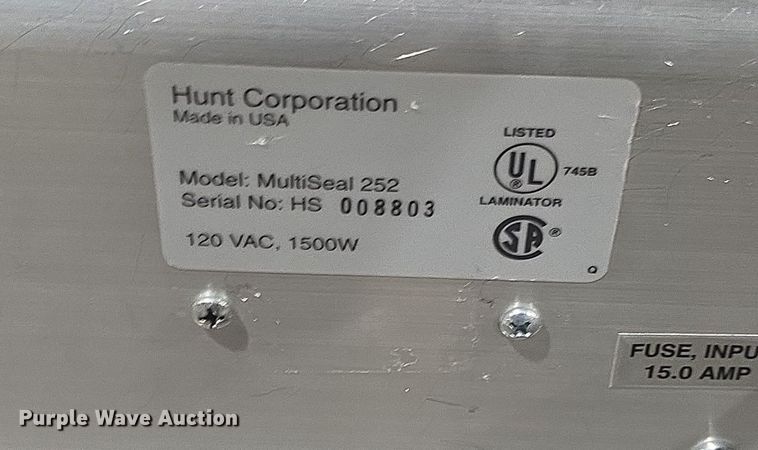 Hunt Corporation
Made in USA
Model: MultiSeal 252
Serial No: HS 008803
120 VAC, 1500W
LISTED
UL ® 745B
LAMINATOR
SA ®
Q
FUSE, INPU
15.0 AMP
Purple Wave Auction